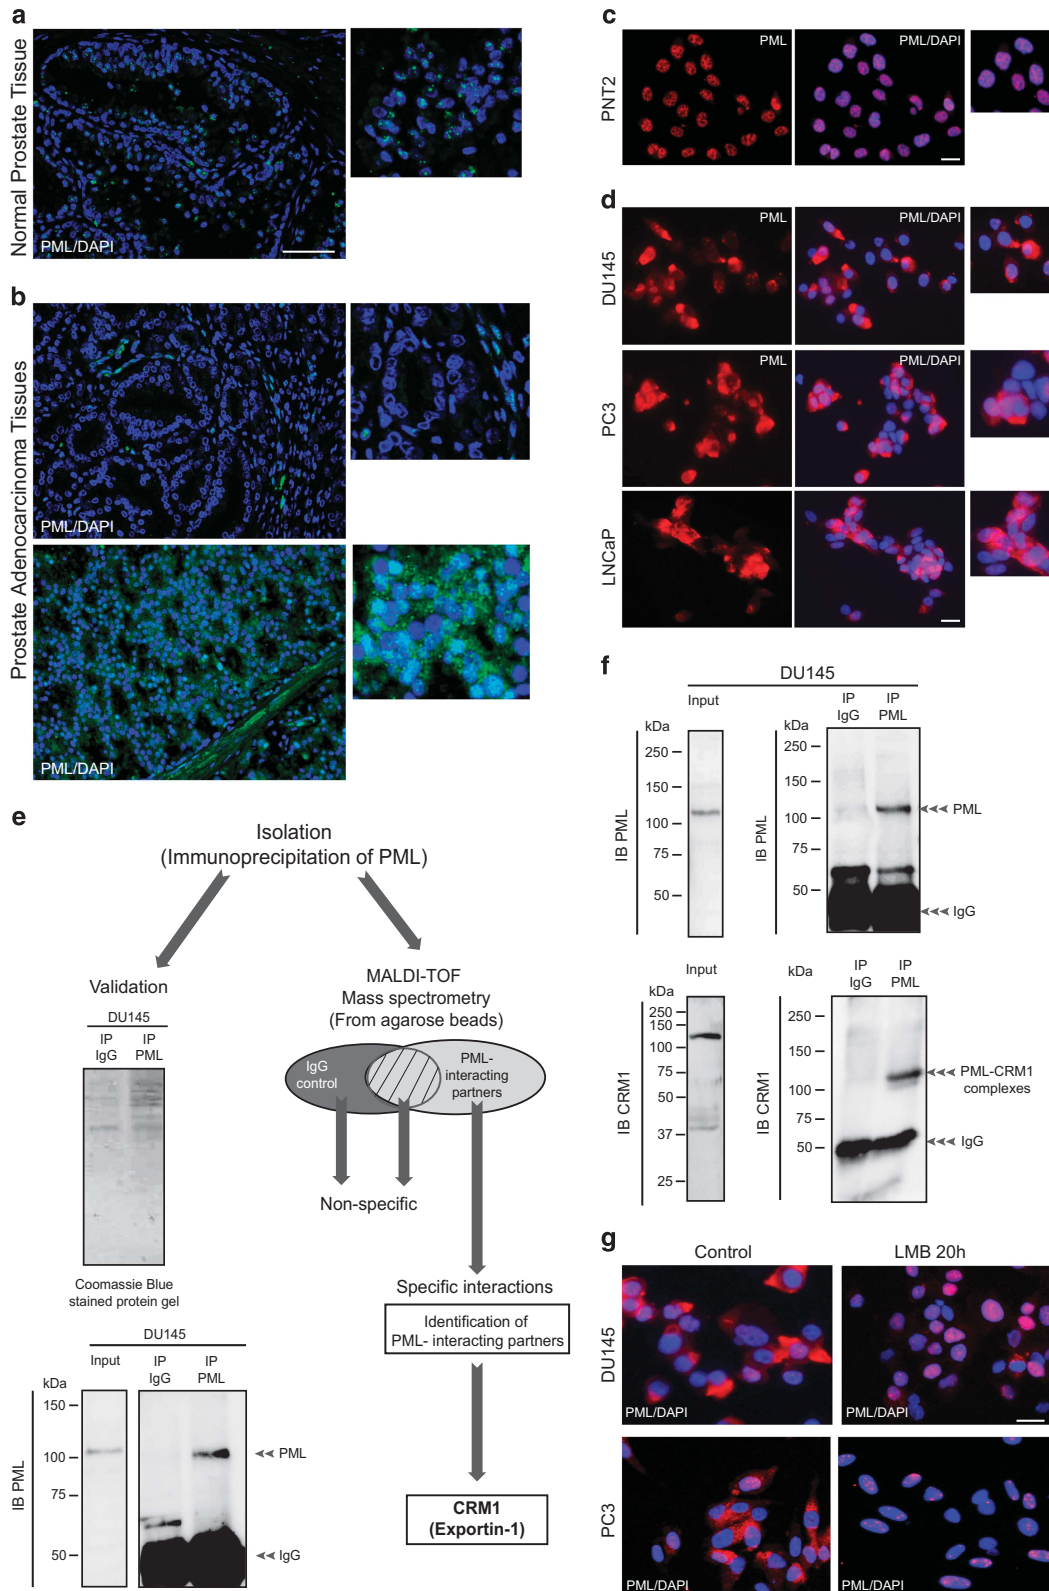 a
Normal Prostate Tissue
PML/DAPI
b
Prostate Adenocarcinoma Tissues
PML/DAPI
PML/DAPI
c
PNT2
PML
PML/DAPI
d
DU145
PML
PML/DAPI
PC3
PML
PML/DAPI
LNCaP
e
Isolation
(Immunoprecipitation of PML)
Validation
DU145
IP IP
IgG PML
Coomassie Blue
stained protein gel
MALDI-TOF
Mass spectrometry
(From agarose beads)
IgG
control
PML-
interacting
partners
Non-specific
Specific interactions
Identification of
PML- interacting partners
CRM1
(Exportin-1)
DU145
Input
IP IP
IgG PML
kDa
150
100
75
50
IB PML
PML
IgG
f
DU145
Input
IP IP
IgG PML
kDa
250
150
100
75
50
IB PML
kDa
250
150
100
75
50
IB PML
PML
IgG
Input
IP IP
IgG PML
kDa
250
150
100
75
50
37
25
IB CRM1
kDa
250
150
100
75
50
IB CRM1
PML-CRM1
complexes
IgG
g
Control
LMB 20h
DU145
PML/DAPI
PML/DAPI
PC3
PML/DAPI
PML/DAPI